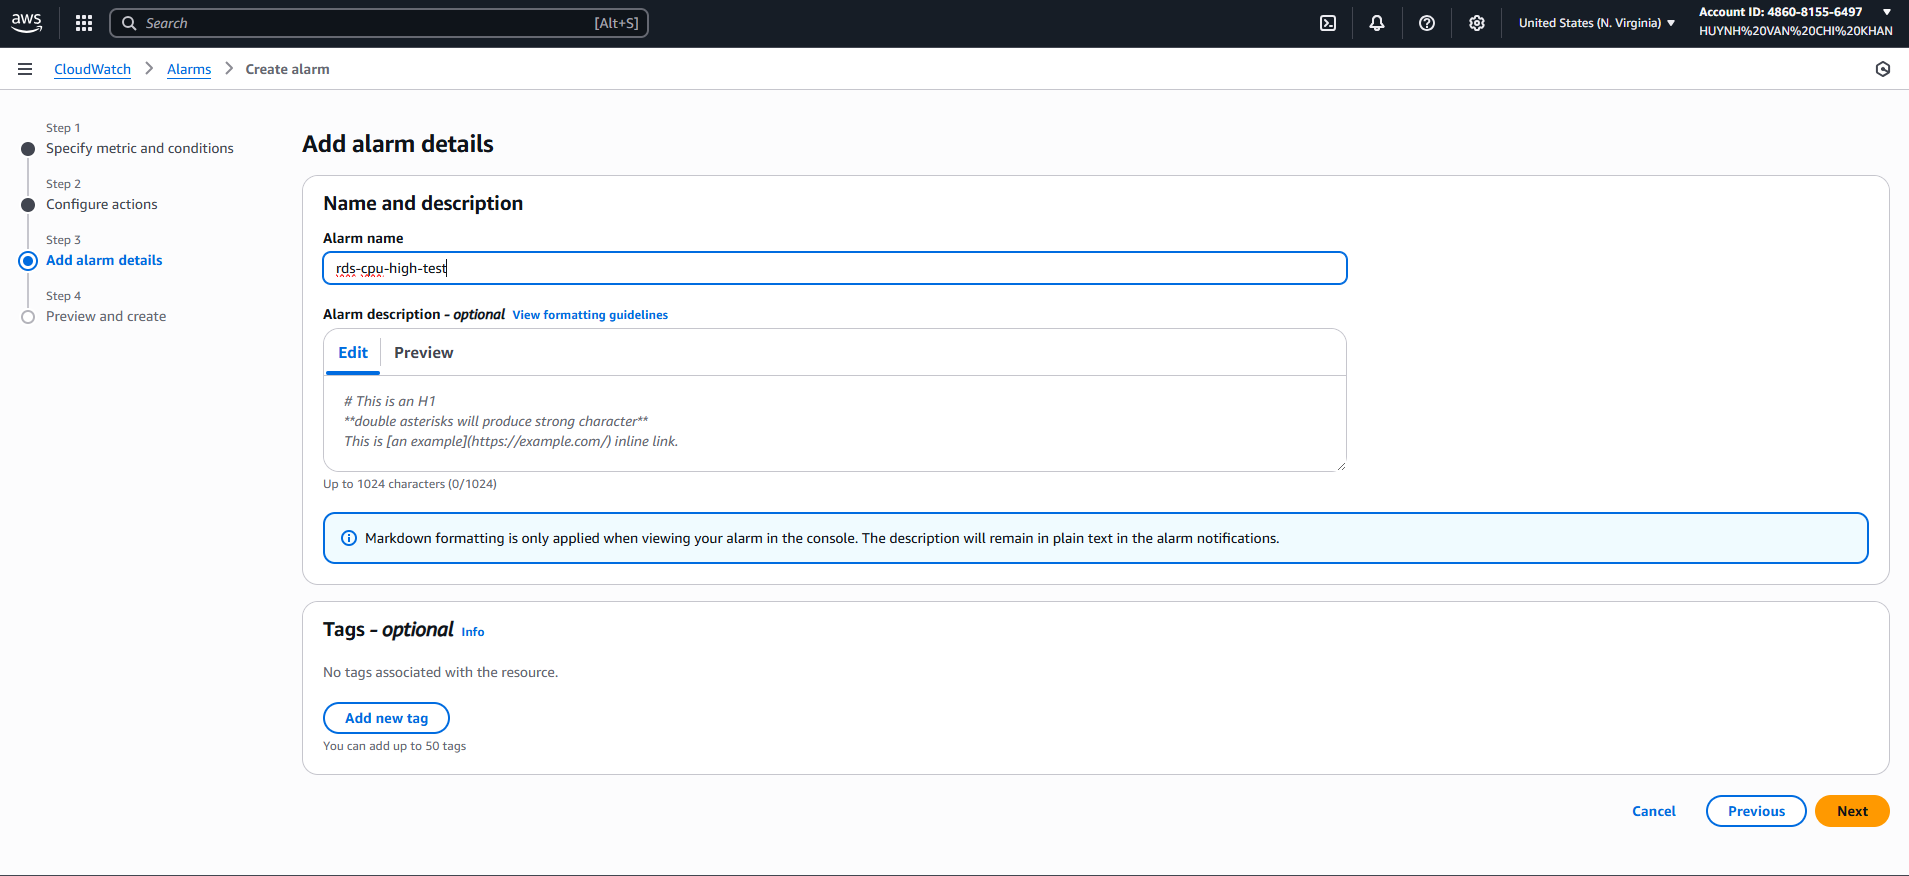 aws
Search
[Alt+S]
United States (N. Virginia)
Account ID: 4860-8155-6497
HUYNH%20VAN%20CHI%20KHAN
CloudWatch
Alarms
Create alarm
Step 1
Specify metric and conditions
Step 2
Configure actions
Step 3
Add alarm details
Step 4
Preview and create
Add alarm details
Name and description
Alarm name
rds-cpu-high-test
Alarm description - optional View formatting guidelines
Edit
Preview
# This is an H1
**double asterisks will produce strong character**
This is [an example](https://example.com/) inline link.
Up to 1024 characters (0/1024)
Markdown formatting is only applied when viewing your alarm in the console. The description will remain in plain text in the alarm notifications.
Tags - optional Info
No tags associated with the resource.
Add new tag
You can add up to 50 tags
Cancel
Previous
Next